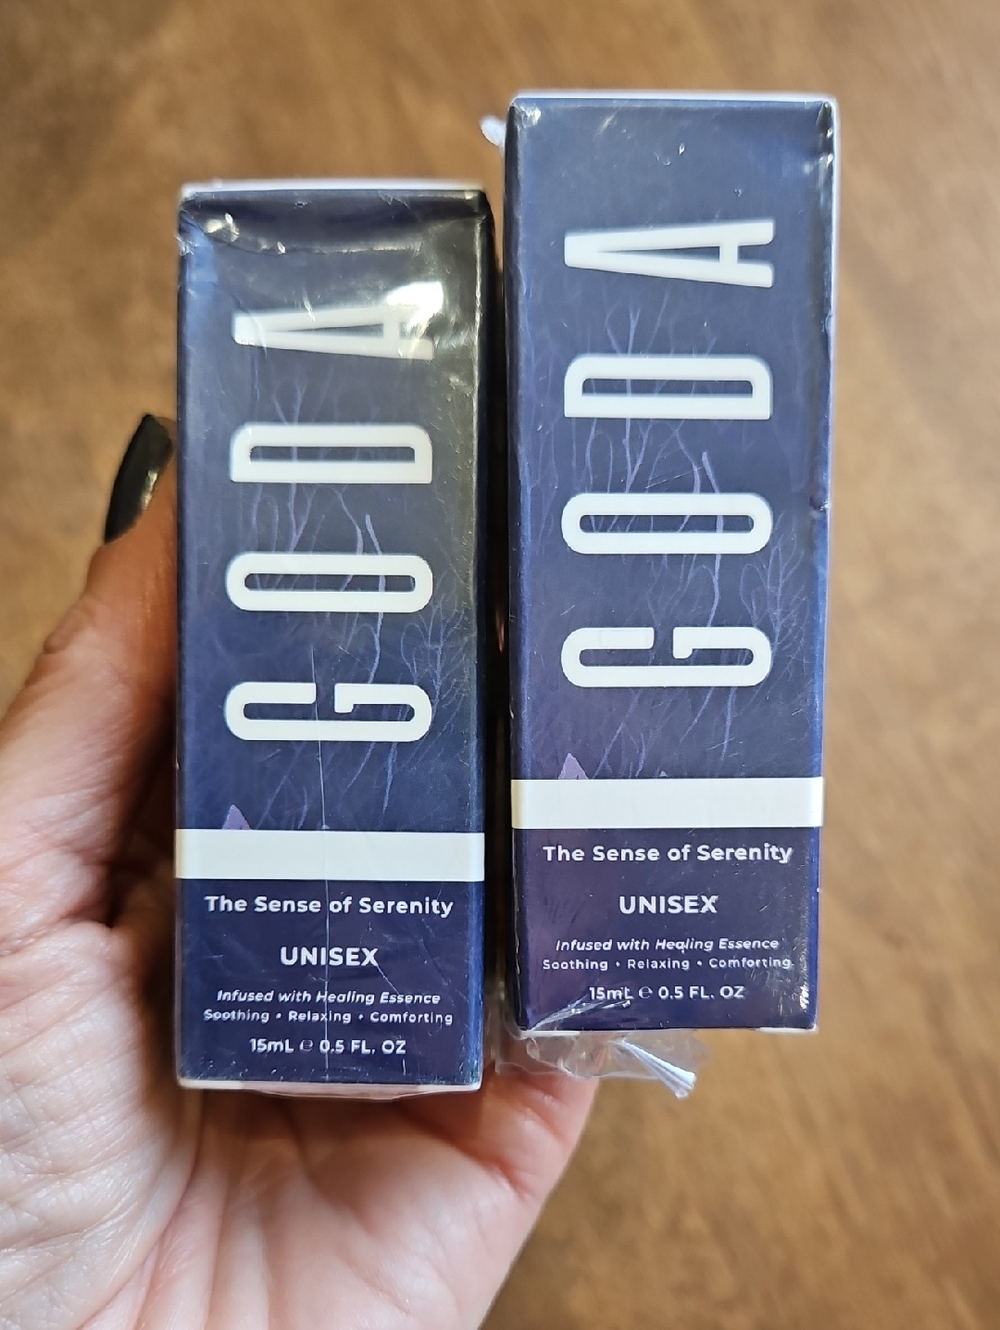 GODA
The Sense of Serenity
UNISEX
Infused with Healing Essence
Soothing • Relaxing • Comforting
15mL ℮ 0.5 FL. OZ
GODA
The Sense of Serenity
UNISEX
Infused with Healing Essence
Soothing • Relaxing • Comforting
15mL ℮ 0.5 FL. OZ